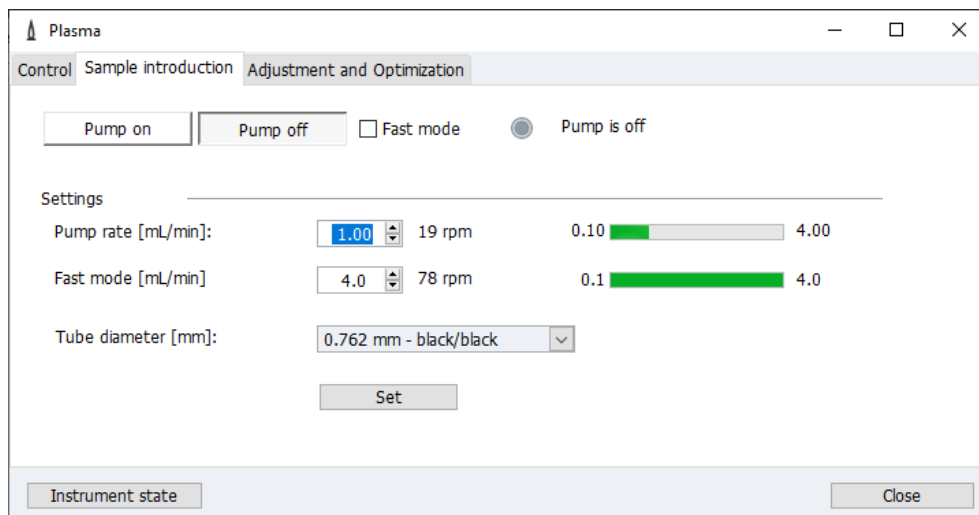 Plasma
Control Sample introduction Adjustment and Optimization
Pump on Pump off Fast mode Pump is off
Settings
Pump rate [mL/min]: 1.00 19 rpm 0.10 4.00
Fast mode [mL/min] 4.0 78 rpm 0.1 4.0
Tube diameter [mm]: 0.762 mm - black/black
Set
Instrument state Close